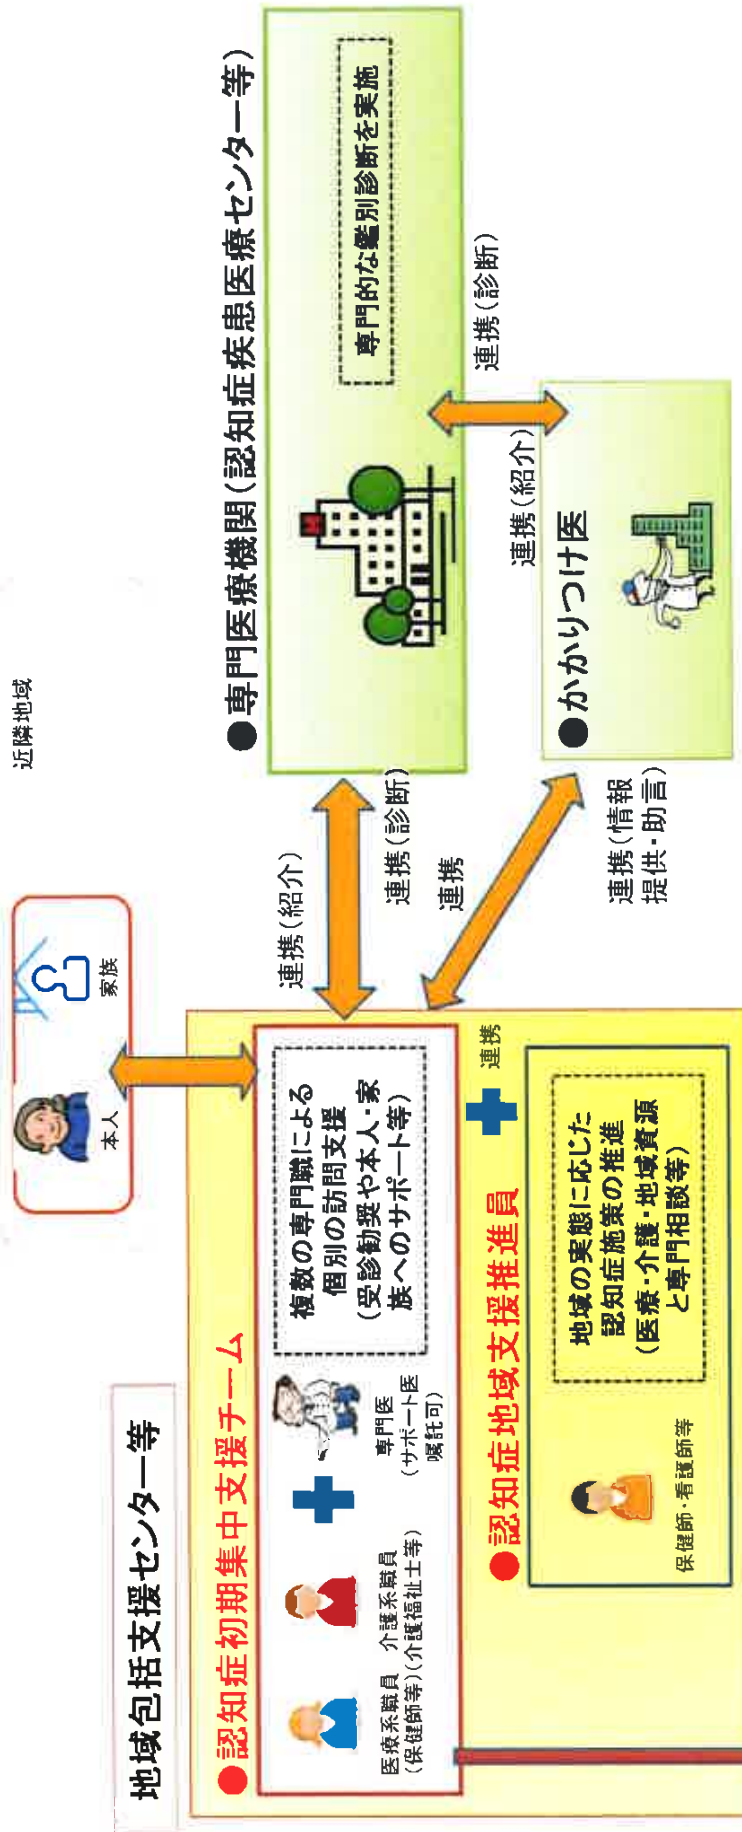 近隣地域
本人
家族
地域包括支援センター等
●認知症初期集中支援チーム
医療系職員
(保健師等)
介護系職員
(介護福祉士等)
専門医
(サポート医
嘱託可)
複数の専門職による
個別の訪問支援
(受診勧奨や本人・家
族へのサポート等)
連携
●認知症地域支援推進員
保健師・看護師等
地域の実態に応じた
認知症施策の推進
(医療・介護・地域資源
と専門相談等)
連携(紹介)
連携(診断)
連携
連携(情報
提供・助言)
●専門医療機関(認知症疾患医療センター等)
専門的な鑑別診断を実施
連携(紹介)
連携(診断)
●かかりつけ医